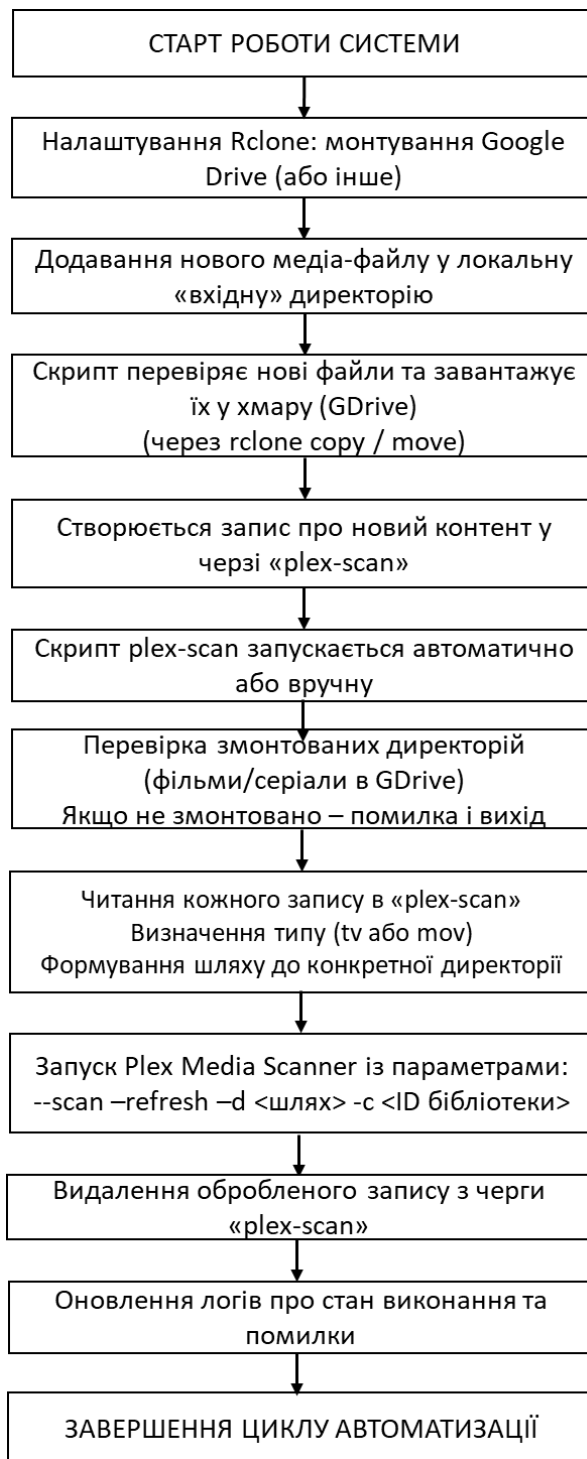 СТАРТ РОБОТИ СИСТЕМИ
Налаштування Rclone: монтування Google
Drive (або інше)
Додавання нового медіа-файлу у локальну
«вхідну» директорію
Скрипт перевіряє нові файли та завантажує
їх у хмару (GDrive)
(через rclone copy / move)
Створюється запис про новий контент у
черзі «plex-scan»
Скрипт plex-scan запускається автоматично
або вручну
Перевірка змонтованих директорій
(фільми/серіали в GDrive)
Якщо не змонтовано – помилка і вихід
Читання кожного запису в «plex-scan»
Визначення типу (tv або mov)
Формування шляху до конкретної директорії
Запуск Plex Media Scanner із параметрами:
--scan –refresh –d <шлях> -c <ID бібліотеки>
Видалення обробленого запису з черги
«plex-scan»
Оновлення логів про стан виконання та
помилки
ЗАВЕРШЕННЯ ЦИКЛУ АВТОМАТИЗАЦІЇ